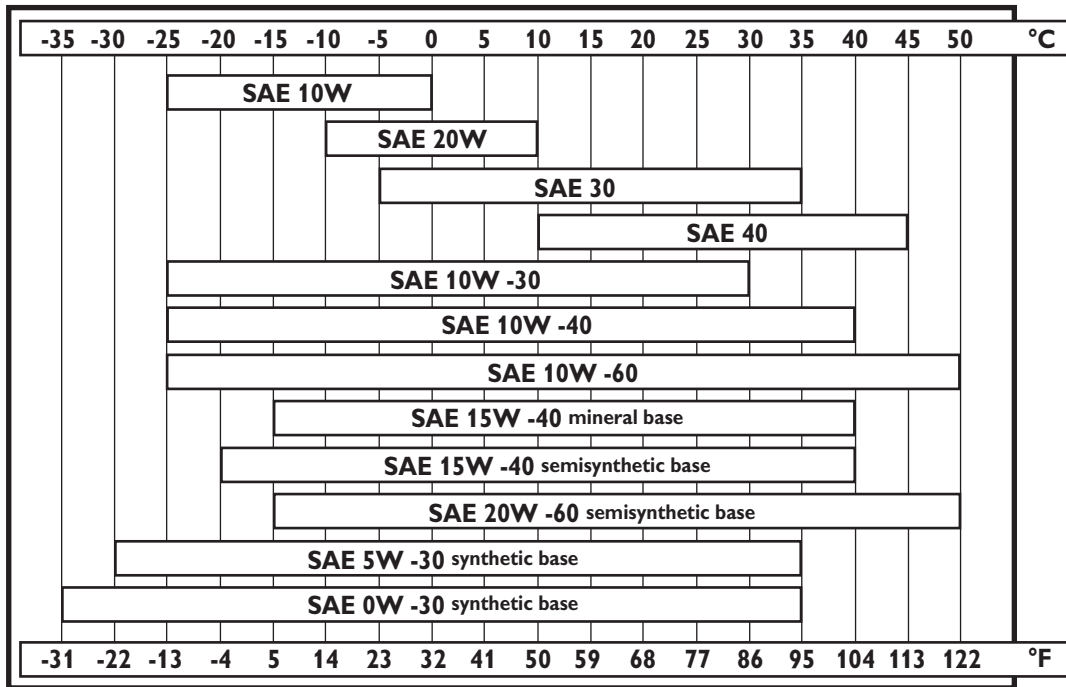 -35 -30 -25 -20 -15 -10 -5 0 5 10 15 20 25 30 35 40 45 50 °C
SAE 10W
SAE 20W
SAE 30
SAE 40
SAE 10W -30
SAE 10W -40
SAE 10W -60
SAE 15W -40 mineral base
SAE 15W -40 semisynthetic base
SAE 20W -60 semisynthetic base
SAE 5W -30 synthetic base
SAE 0W -30 synthetic base
-31 -22 -13 -4 5 14 23 32 41 50 59 68 77 86 95 104 113 122 °F